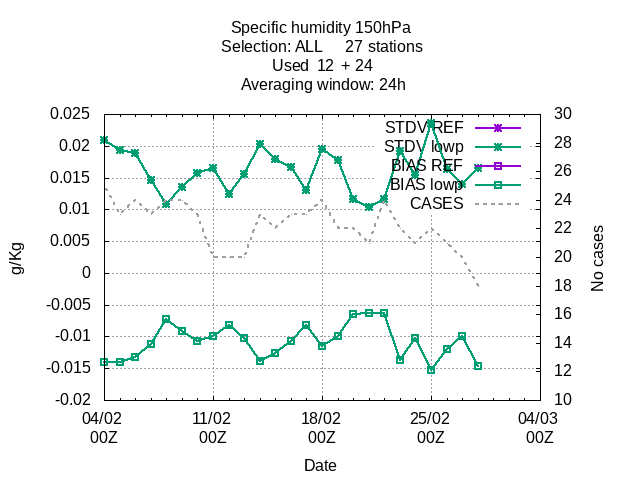 Specific humidity 150hPa
Selection: ALL     27 stations
Used  12  + 24
Averaging window: 24h
0.025
0.02
0.015
0.01
0.005
0
-0.005
-0.01
-0.015
-0.02
g/Kg
STDV REF
STDV lowp
BIAS REF
BIAS lowp
CASES
30
28
26
24
22
20
18
16
14
12
10
No cases
04/02 11/02 18/02 25/02 04/03
00Z 00Z 00Z 00Z 00Z
Date